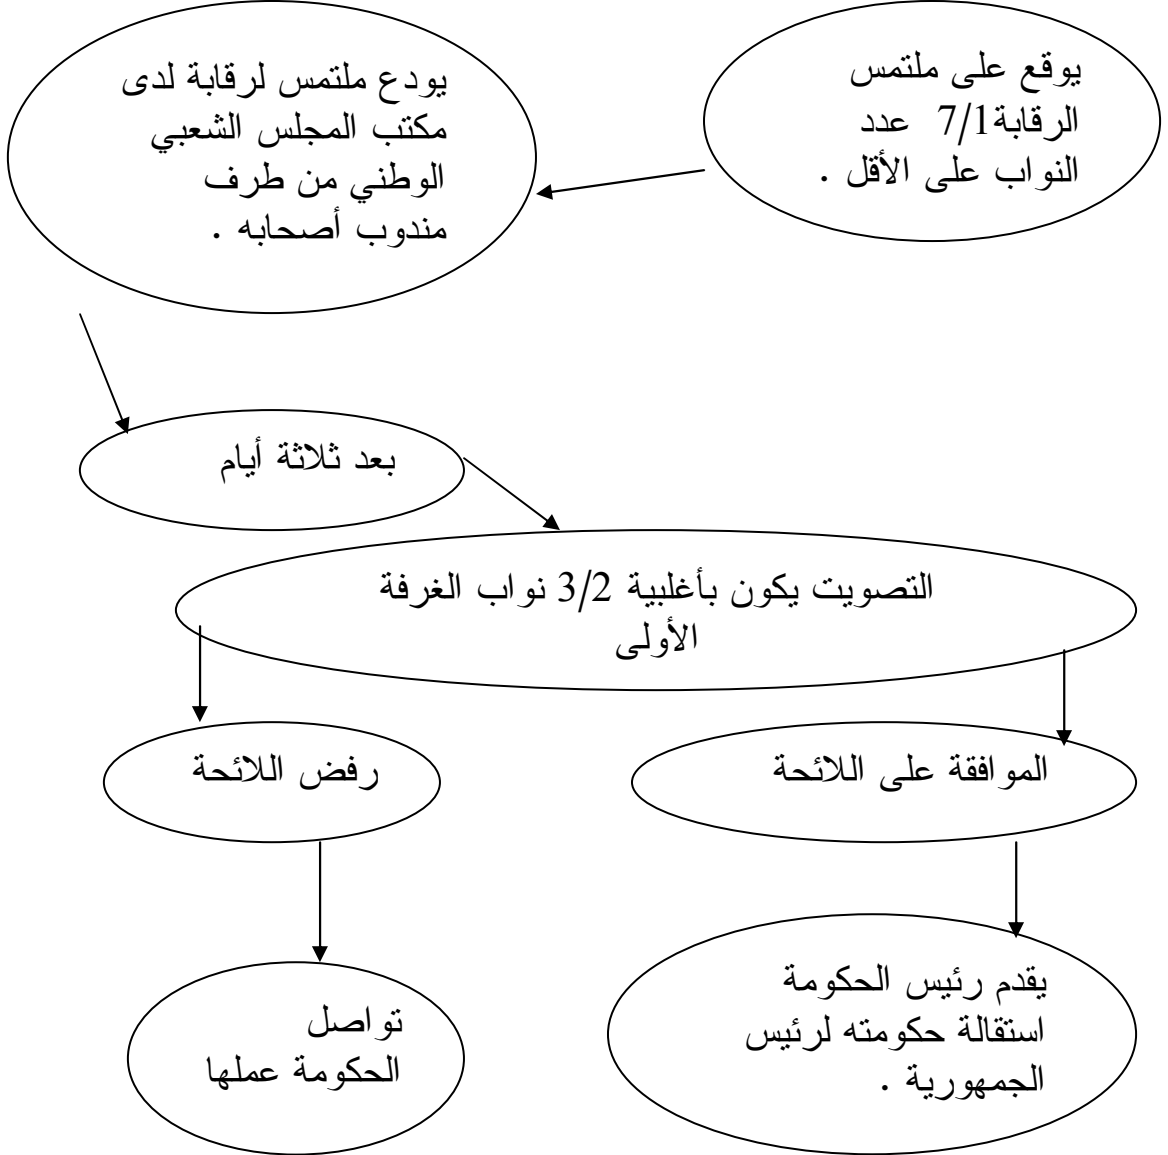 يوقع على ملتمس
الرقابة7/1 عدد
النواب على الأقل .
يودع ملتمس لرقابة لدى
مكتب المجلس الشعبي
الوطني من طرف
مندوب أصحابه .
بعد ثلاثة أيام
التصويت يكون بأغلبية 3/2 نواب الغرفة
الأولى
الموافقة على اللائحة
رفض اللائحة
يقدم رئيس الحكومة
استقالة حكومته لرئيس
الجمهورية .
تواصل
الحكومة عملها